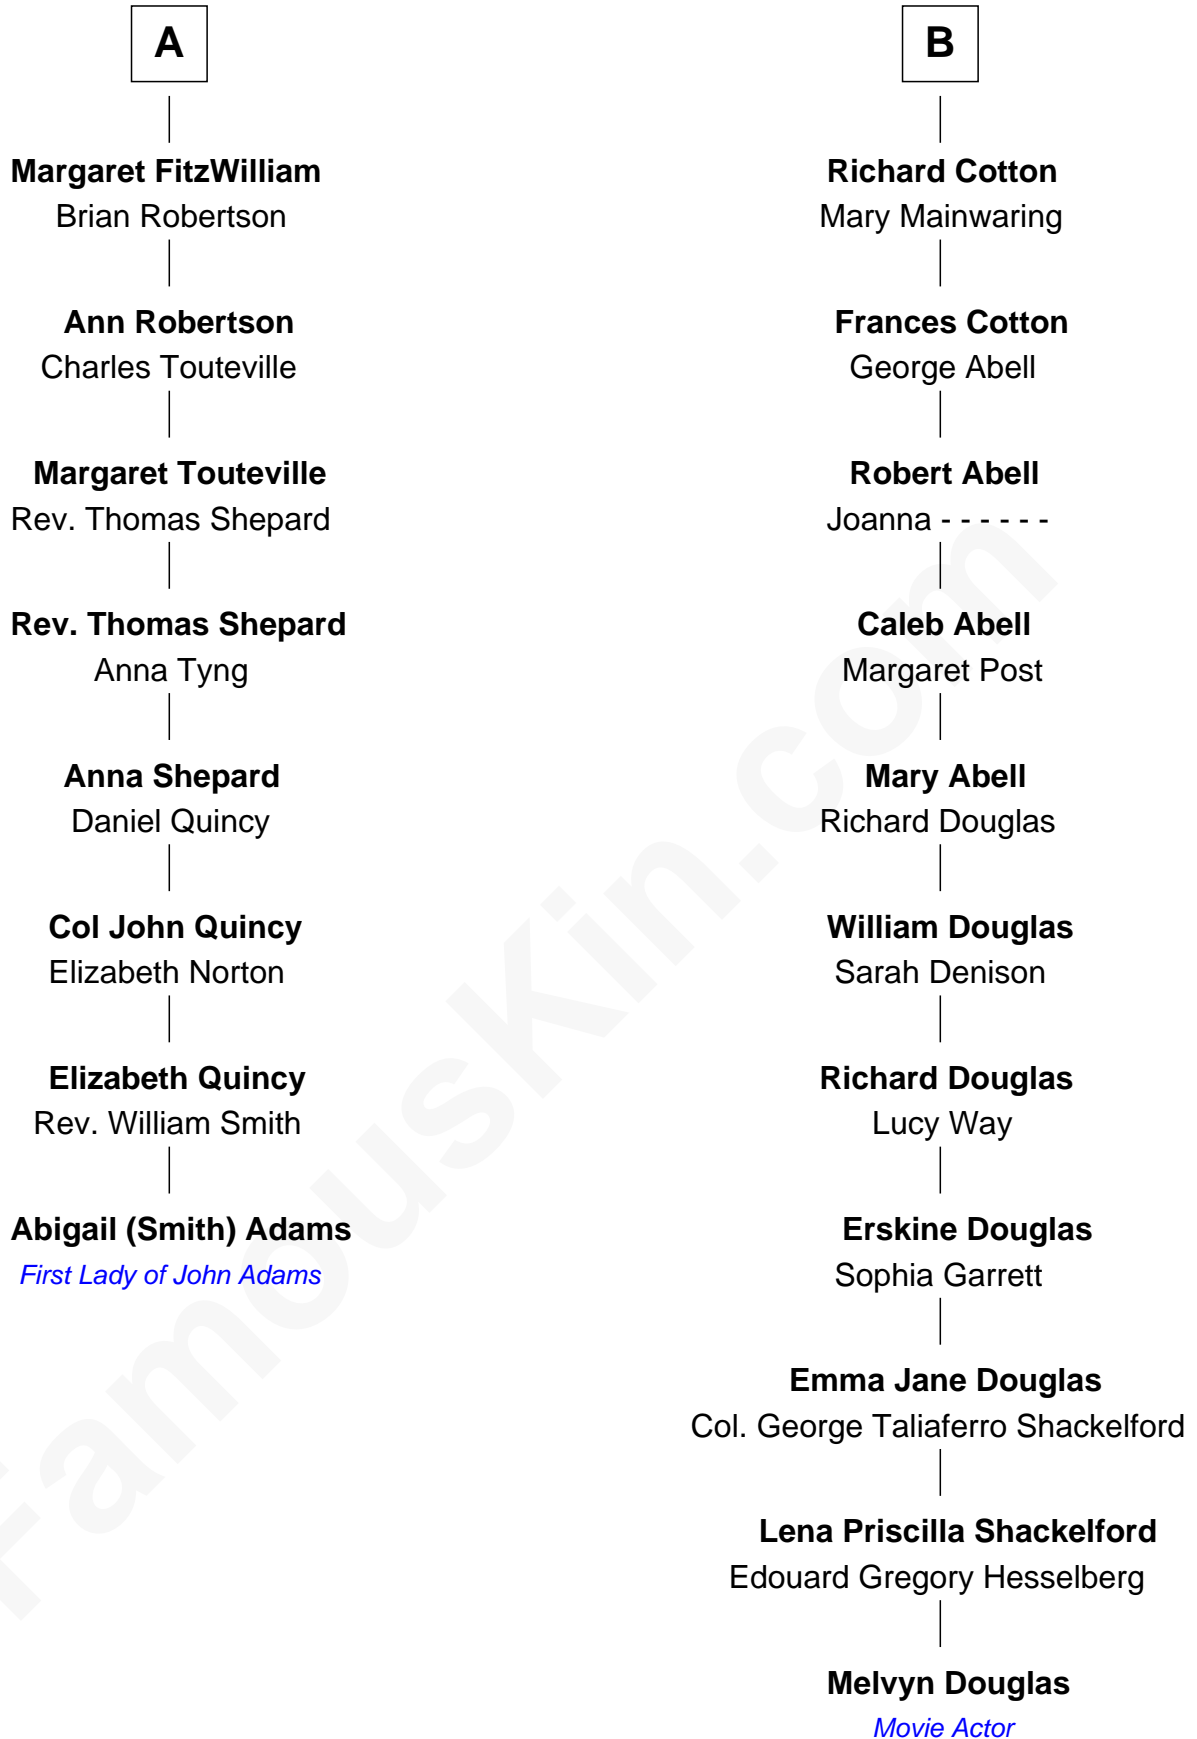 A
Margaret FitzWilliam
Brian Robertson
Ann Robertson
Charles Touteville
Margaret Touteville
Rev. Thomas Shepard
Rev. Thomas Shepard
Anna Tyng
Anna Shepard
Daniel Quincy
Col John Quincy
Elizabeth Norton
Elizabeth Quincy
Rev. William Smith
Abigail (Smith) Adams
First Lady of John Adams
B
Richard Cotton
Mary Mainwaring
Frances Cotton
George Abell
Robert Abell
Joanna - - - - - -
Caleb Abell
Margaret Post
Mary Abell
Richard Douglas
William Douglas
Sarah Denison
Richard Douglas
Lucy Way
Erskine Douglas
Sophia Garrett
Emma Jane Douglas
Col. George Taliaferro Shackelford
Lena Priscilla Shackelford
Edouard Gregory Hesselberg
Melvyn Douglas
Movie Actor
FamousKin.com